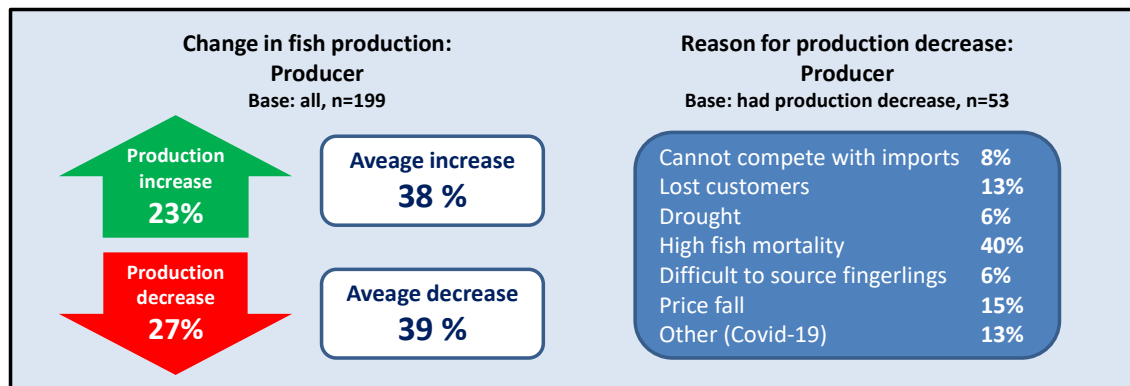 Change in fish production:
Producer
Base: all, n=199
Production
increase
23%
Aveage increase
38 %
Production
decrease
27%
Aveage decrease
39 %
Reason for production decrease:
Producer
Base: had production decrease, n=53
Cannot compete with imports 8%
Lost customers 13%
Drought 6%
High fish mortality 40%
Difficult to source fingerlings 6%
Price fall 15%
Other (Covid-19) 13%